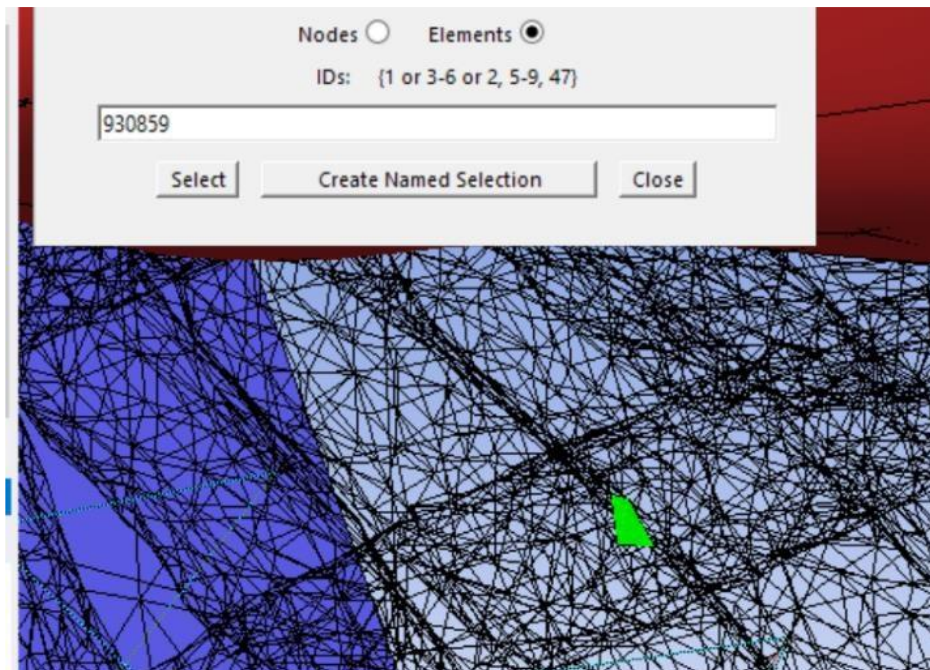 Nodes Elements
IDs: {1 or 3-6 or 2, 5-9, 47}
930859
Select Create Named Selection Close